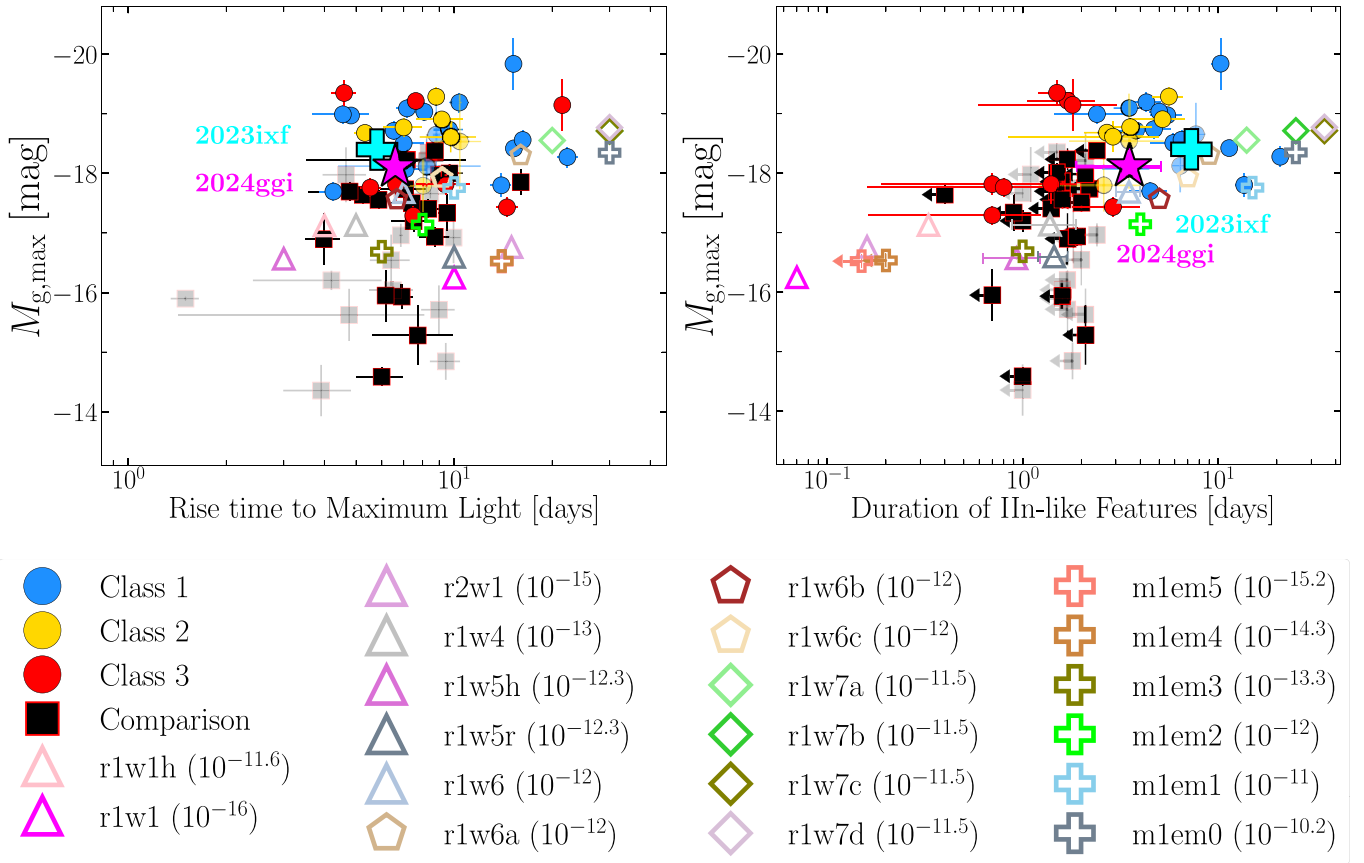 −20
−18
−16
−14
M_g,max [mag]
2023ixf
2024ggi
10^0
10^1
Rise time to Maximum Light [days]
−20
−18
−16
−14
M_g,max [mag]
2023ixf
2024ggi
10^−1
10^0
10^1
Duration of IIn-like Features [days]
Class 1
Class 2
Class 3
Comparison
r1w1h (10^−11.6)
r1w1 (10^−16)
r2w1 (10^−15)
r1w4 (10^−13)
r1w5h (10^−12.3)
r1w5r (10^−12.3)
r1w6 (10^−12)
r1w6a (10^−12)
r1w6b (10^−12)
r1w6c (10^−12)
r1w7a (10^−11.5)
r1w7b (10^−11.5)
r1w7c (10^−11.5)
r1w7d (10^−11.5)
m1em5 (10^−15.2)
m1em4 (10^−14.3)
m1em3 (10^−13.3)
m1em2 (10^−12)
m1em1 (10^−11)
m1em0 (10^−10.2)